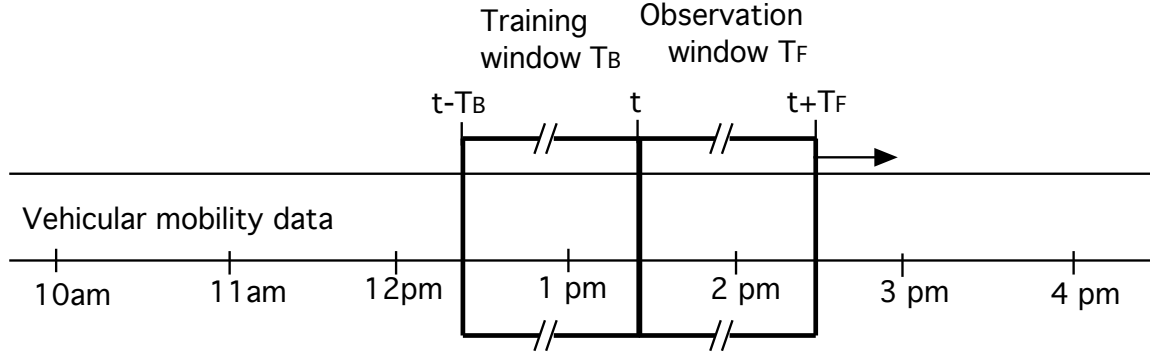 Training
window TB
Observation
window TF
t-TB
t
t+TF
Vehicular mobility data
10am
11am
12pm
1 pm
2 pm
3 pm
4 pm